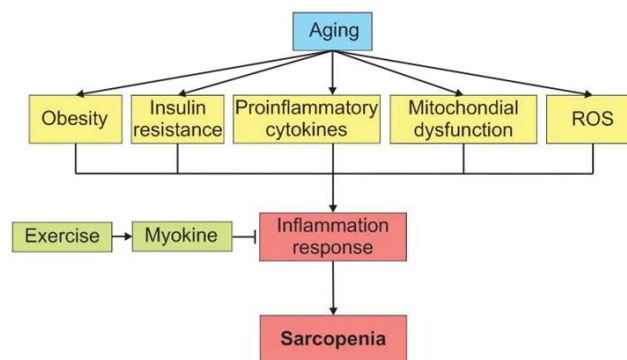 Aging
Obesity
Insulin
resistance
Proinflammatory
cytokines
Mitochondial
dysfunction
ROS
Exercise
Myokine
Inflammation
response
Sarcopenia